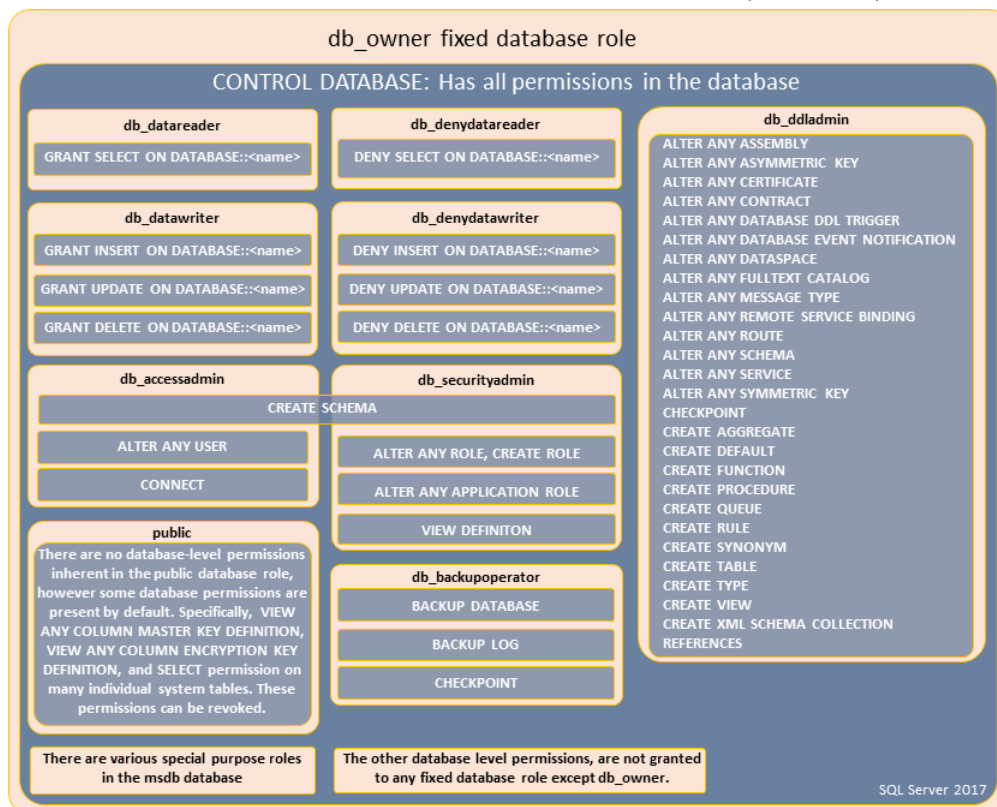 db_owner fixed database role
CONTROL DATABASE: Has all permissions in the database
db_datareader
GRANT SELECT ON DATABASE::<name>
db_denydatareader
DENY SELECT ON DATABASE::<name>
db_datawriter
GRANT INSERT ON DATABASE::<name>
GRANT UPDATE ON DATABASE::<name>
GRANT DELETE ON DATABASE::<name>
db_denydatawriter
DENY INSERT ON DATABASE::<name>
DENY UPDATE ON DATABASE::<name>
DENY DELETE ON DATABASE::<name>
db_accessadmin
db_securityadmin
CREATE SCHEMA
ALTER ANY USER
CONNECT
ALTER ANY ROLE, CREATE ROLE
ALTER ANY APPLICATION ROLE
VIEW DEFINITON
public
There are no database-level permissions
inherent in the public database role,
however some database permissions are
present by default. Specifically, VIEW
ANY COLUMN MASTER KEY DEFINITION,
VIEW ANY COLUMN ENCRYPTION KEY
DEFINITION, and SELECT permission on
many individual system tables. These
permissions can be revoked.
db_backupoperator
BACKUP DATABASE
BACKUP LOG
CHECKPOINT
db_ddladmin
ALTER ANY ASSEMBLY
ALTER ANY ASYMMETRIC KEY
ALTER ANY CERTIFICATE
ALTER ANY CONTRACT
ALTER ANY DATABASE DDL TRIGGER
ALTER ANY DATABASE EVENT NOTIFICATION
ALTER ANY DATASPACE
ALTER ANY FULLTEXT CATALOG
ALTER ANY MESSAGE TYPE
ALTER ANY REMOTE SERVICE BINDING
ALTER ANY ROUTE
ALTER ANY SCHEMA
ALTER ANY SERVICE
ALTER ANY SYMMETRIC KEY
CHECKPOINT
CREATE AGGREGATE
CREATE DEFAULT
CREATE FUNCTION
CREATE PROCEDURE
CREATE QUEUE
CREATE RULE
CREATE SYNONYM
CREATE TABLE
CREATE TYPE
CREATE VIEW
CREATE XML SCHEMA COLLECTION
REFERENCES
There are various special purpose roles
in the msdb database
The other database level permissions, are not granted
to any fixed database role except db_owner.
SQL Server 2017